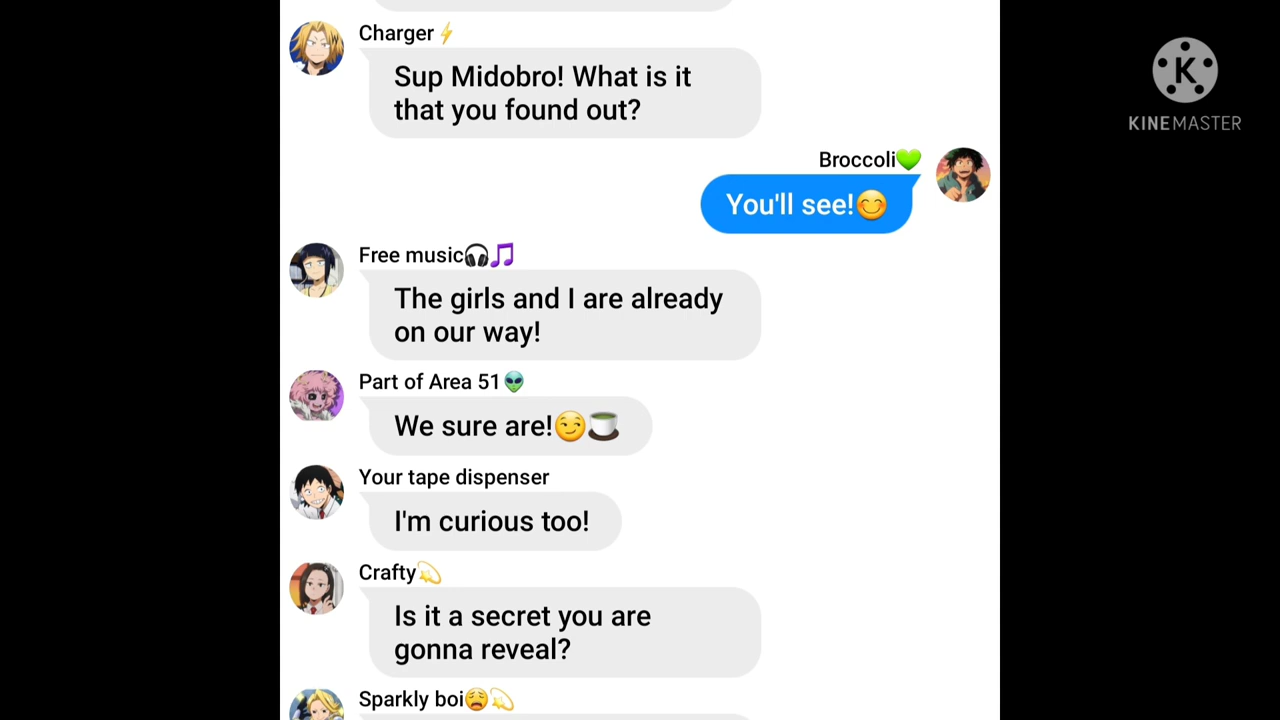 Charger⚡
Sup Midobro! What is it
that you found out?
Broccoli💚
You'll see!😊
Free music🎧🎵
The girls and I are already
on our way!
Part of Area 51👽
We sure are!😏🍵
Your tape dispenser
I'm curious too!
Crafty💫
Is it a secret you are
gonna reveal?
Sparkly boi😩💫
K
KINEMASTER